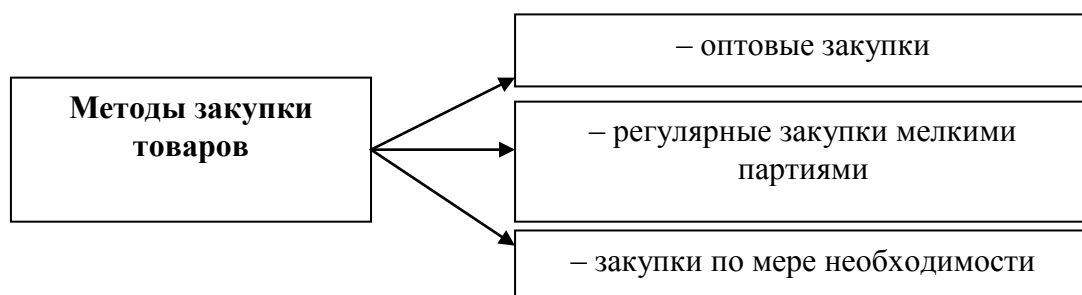 Методы закупки
товаров
– оптовые закупки
– регулярные закупки мелкими
партиями
– закупки по мере необходимости